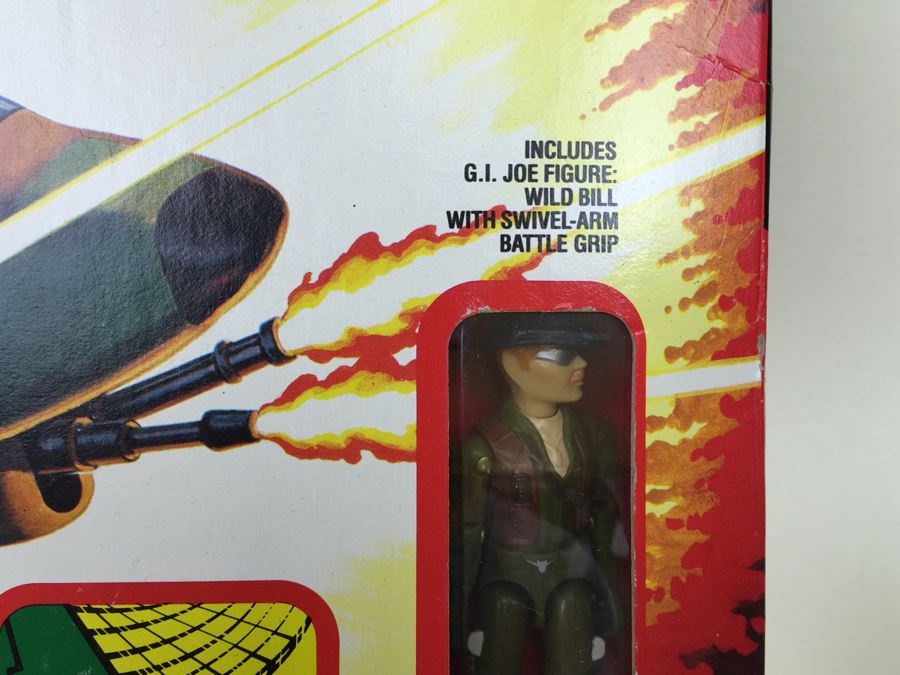 INCLUDES
G.I. JOE FIGURE:
WILD BILL
WITH SWIVEL-ARM
BATTLE GRIP